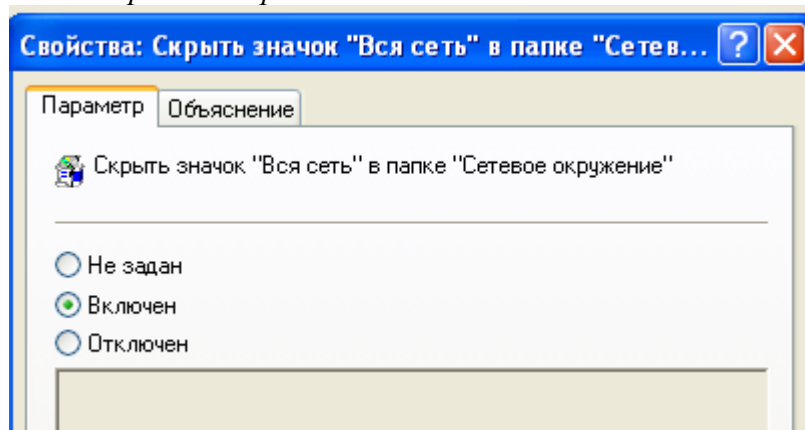 Свойства: Скрыть значок "Вся сеть" в папке "Сетев...
Параметр Объяснение
Скрыть значок "Вся сеть" в папке "Сетевое окружение"
Не задан
Включен
Отключен